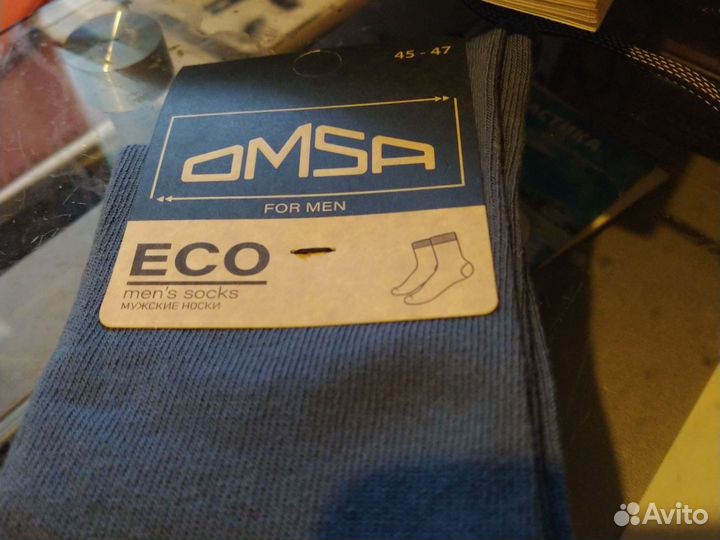 45 - 47
OMSA
FOR MEN
ECO
men's socks
МУЖСКИЕ НОСКИ
Avito